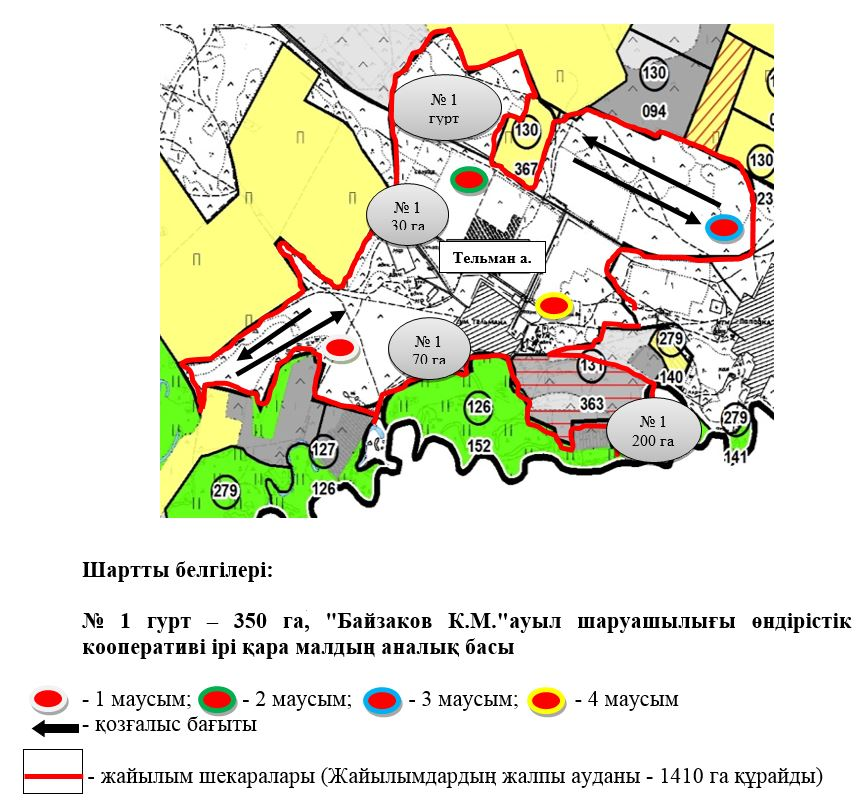 № 1
гурт
130
094
130
367
130
23
П
П
П
№ 1
30 га
Тельман а.
№ 1
70 га
279
140
131
363
126
152
№ 1
200 га
279
141
127
126
279
Шартты белгілері:
№ 1 гурт – 350 га, "Байзаков К.М."ауыл шаруашылығы өндірістік
кооперативі ірі қара малдың аналық басы
- 1 маусым; - 2 маусым; - 3 маусым; - 4 маусым
- қозғалыс бағыты
- жайылым шекаралары (Жайылымдардың жалпы ауданы - 1410 га құрайды)